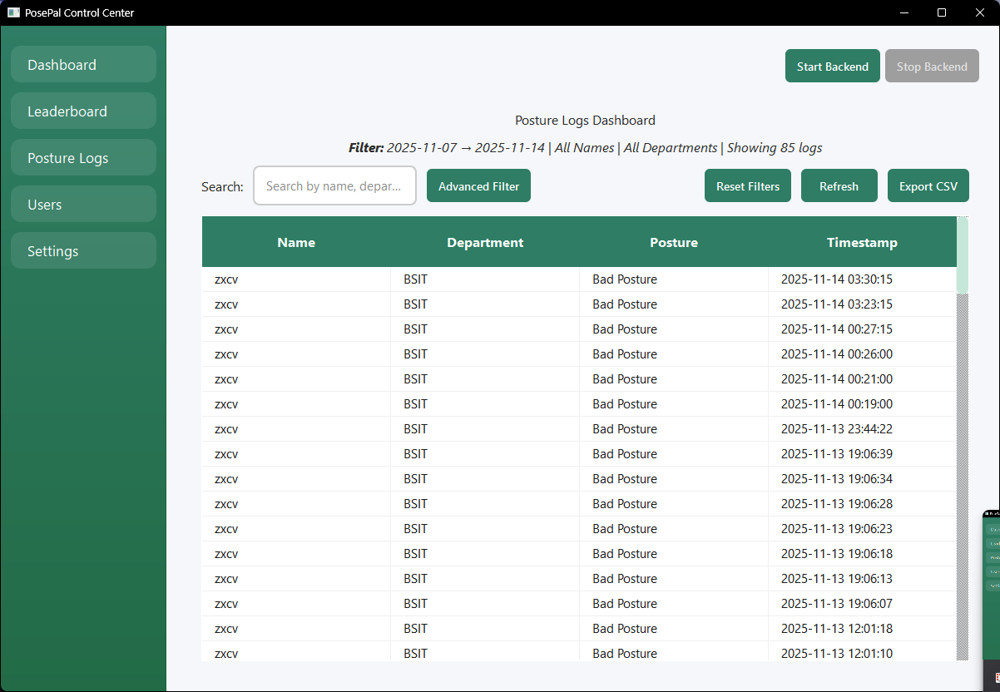 PosePal Control Center
Dashboard
Leaderboard
Posture Logs
Users
Settings
Start Backend Stop Backend
Posture Logs Dashboard
Filter: 2025-11-07 → 2025-11-14 | All Names | All Departments | Showing 85 logs
Search: Search by name, depar... Advanced Filter Reset Filters Refresh Export CSV
Name Department Posture Timestamp
zxcv BSIT Bad Posture 2025-11-14 03:30:15
zxcv BSIT Bad Posture 2025-11-14 03:23:15
zxcv BSIT Bad Posture 2025-11-14 00:27:15
zxcv BSIT Bad Posture 2025-11-14 00:26:00
zxcv BSIT Bad Posture 2025-11-14 00:21:00
zxcv BSIT Bad Posture 2025-11-14 00:19:00
zxcv BSIT Bad Posture 2025-11-13 23:44:22
zxcv BSIT Bad Posture 2025-11-13 19:06:39
zxcv BSIT Bad Posture 2025-11-13 19:06:34
zxcv BSIT Bad Posture 2025-11-13 19:06:28
zxcv BSIT Bad Posture 2025-11-13 19:06:23
zxcv BSIT Bad Posture 2025-11-13 19:06:18
zxcv BSIT Bad Posture 2025-11-13 19:06:13
zxcv BSIT Bad Posture 2025-11-13 19:06:07
zxcv BSIT Bad Posture 2025-11-13 12:01:18
zxcv BSIT Bad Posture 2025-11-13 12:01:10